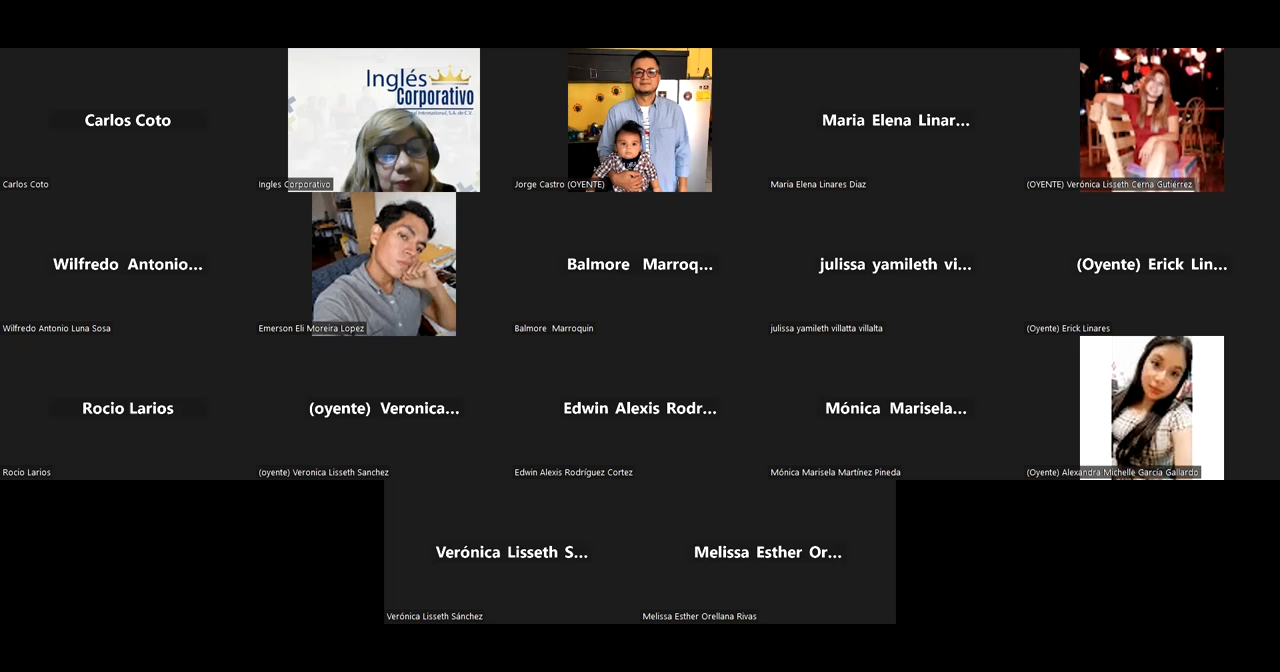 Carlos Coto
Carlos Coto
Inglés
Corporativo
al International, S.A. de C.V.
Ingles Corporativo
Jorge Castro (OYENTE)
Maria Elena Linar...
Maria Elena Linares Diaz
(OYENTE) Verónica Lisseth Cerna Gutiérrez
Wilfredo Antonio...
Wilfredo Antonio Luna Sosa
Emerson Eli Moreira Lopez
Balmore Marroq...
Balmore Marroquin
julissa yamileth vi...
julissa yamileth villatta villalta
(Oyente) Erick Lin...
(Oyente) Erick Linares
Rocio Larios
Rocio Larios
(oyente) Veronica...
(oyente) Veronica Lisseth Sanchez
Edwin Alexis Rodr...
Edwin Alexis Rodríguez Cortez
Mónica Marisela...
Mónica Marisela Martínez Pineda
(Oyente) Alexandra Michelle García Gallardo
Verónica Lisseth S...
Verónica Lisseth Sánchez
Melissa Esther Or...
Melissa Esther Orellana Rivas